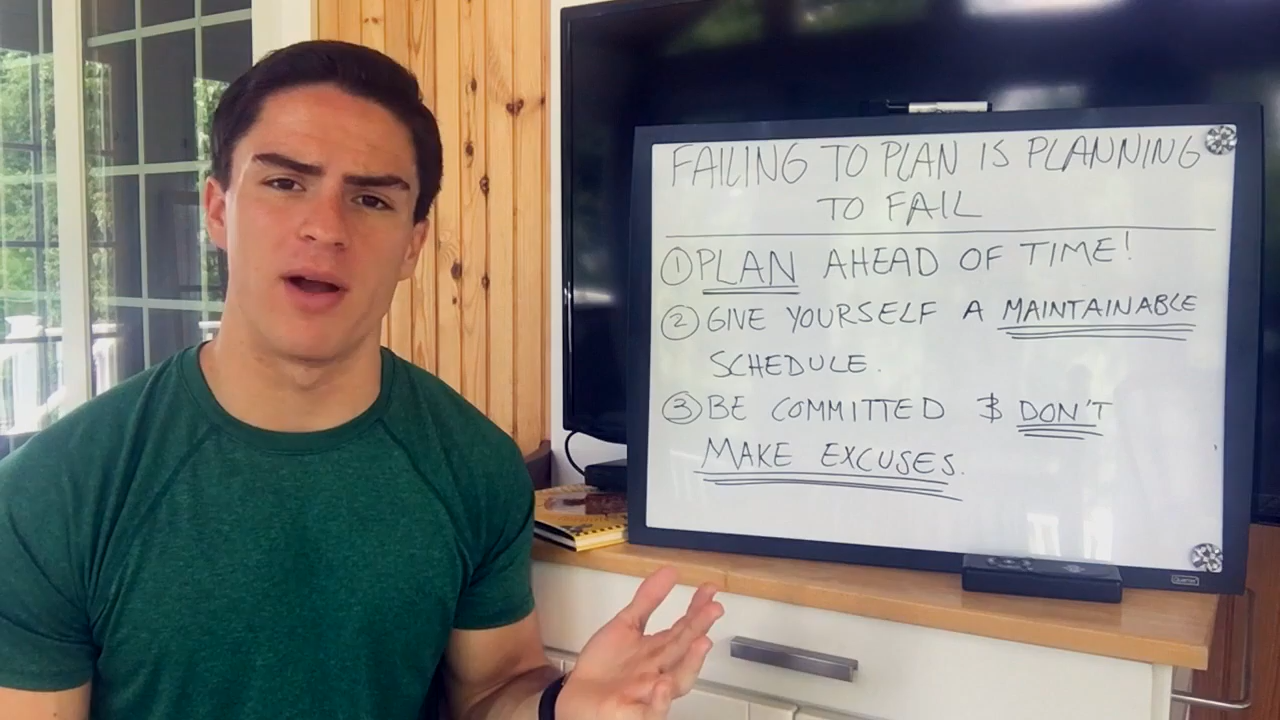 FAILING TO PLAN IS PLANNING
TO FAIL
① PLAN AHEAD OF TIME!
② GIVE YOURSELF A MAINTAINABLE
SCHEDULE.
③ BE COMMITTED & DON'T
MAKE EXCUSES.
Quartet